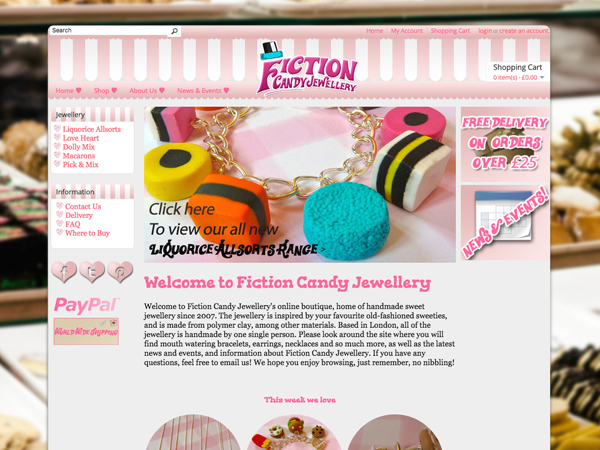 Search
Home My Account Shopping Cart login or create an account.
FICTION
CANDY JEWELLERY
Shopping Cart
0 item(s) - £0.00
Home Shop About Us News & Events
Jewellery
Liquorice Allsorts
Love Heart
Dolly Mix
Macarons
Pick & Mix
Information
Contact Us
Delivery
FAQ
Where to Buy
f t p
PayPal™
WORLD WIDE SHIPPING
Click here
To view our all new
LIQUORICE ALLSORTS RANGE >
FREE DELIVERY
ON ORDERS
OVER £25
NEWS & EVENTS!
Welcome to Fiction Candy Jewellery
Welcome to Fiction Candy Jewellery's online boutique, home of handmade sweet
jewellery since 2007. The jewellery is inspired by your favourite old-fashioned sweeties,
and is made from polymer clay, among other materials. Based in London, all of the
jewellery is handmade by one single person. Please look around the site where you will
find mouth watering bracelets, earrings, necklaces and so much more, as well as the latest
news and events, and information about Fiction Candy Jewellery. If you have any
questions, feel free to email us! We hope you enjoy browsing, just remember, no nibbling!
This week we love